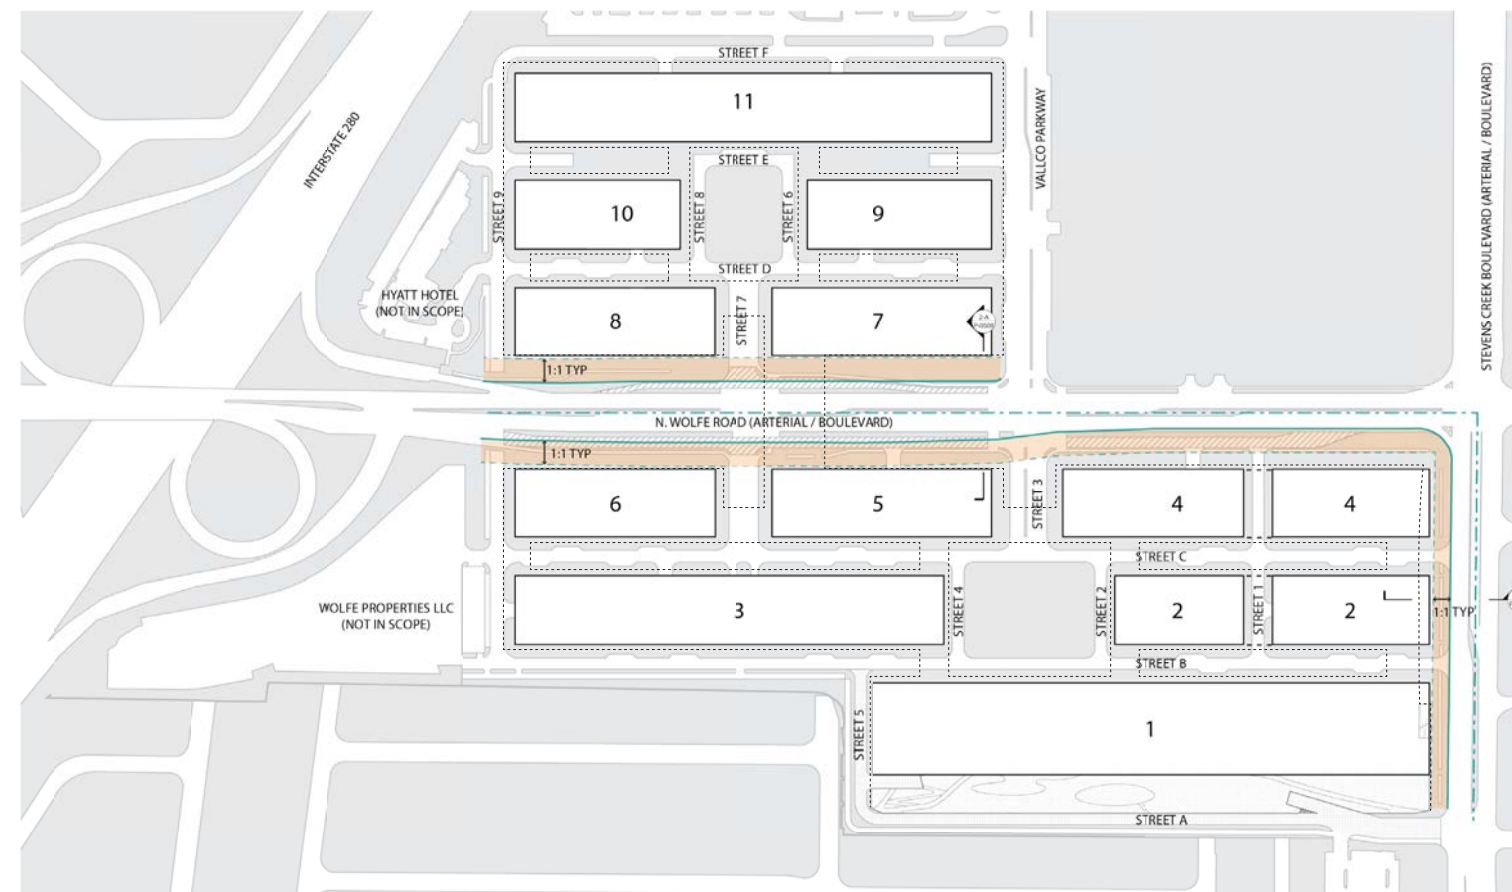 STREET F
11
INTERSTATE 280
VALLCO PARKWAY
STEVENS CREEK BOULEVARD (ARTERIAL / BOULEVARD)
STREET E
STREET 9
10
STREET 8
STREET 6
9
STREET D
HYATT HOTEL
(NOT IN SCOPE)
8
STREET 7
7
1:1 TYP
N. WOLFE ROAD (ARTERIAL / BOULEVARD)
1:1 TYP
6
5
STREET 3
4
4
STREET C
WOLFE PROPERTIES LLC
(NOT IN SCOPE)
3
STREET 4
STREET 2
2
STREET 1
2
1:1 TYP
STREET B
STREET 5
1
STREET A